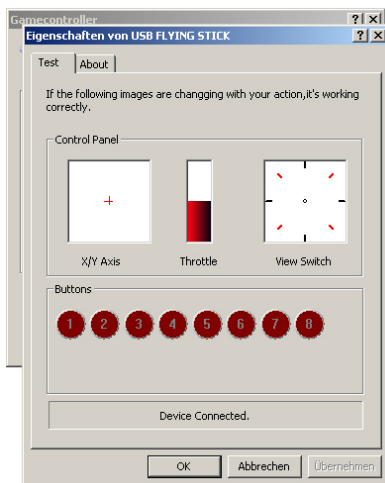 Gamecontroller
Eigenschaften von USB FLYING STICK
Test About
If the following images are changging with your action,it's working
correctly.
Control Panel
X/Y Axis Throttle View Switch
Buttons
1 2 3 4 5 6 7 8
Device Connected.
OK Abbrechen Übernehmen